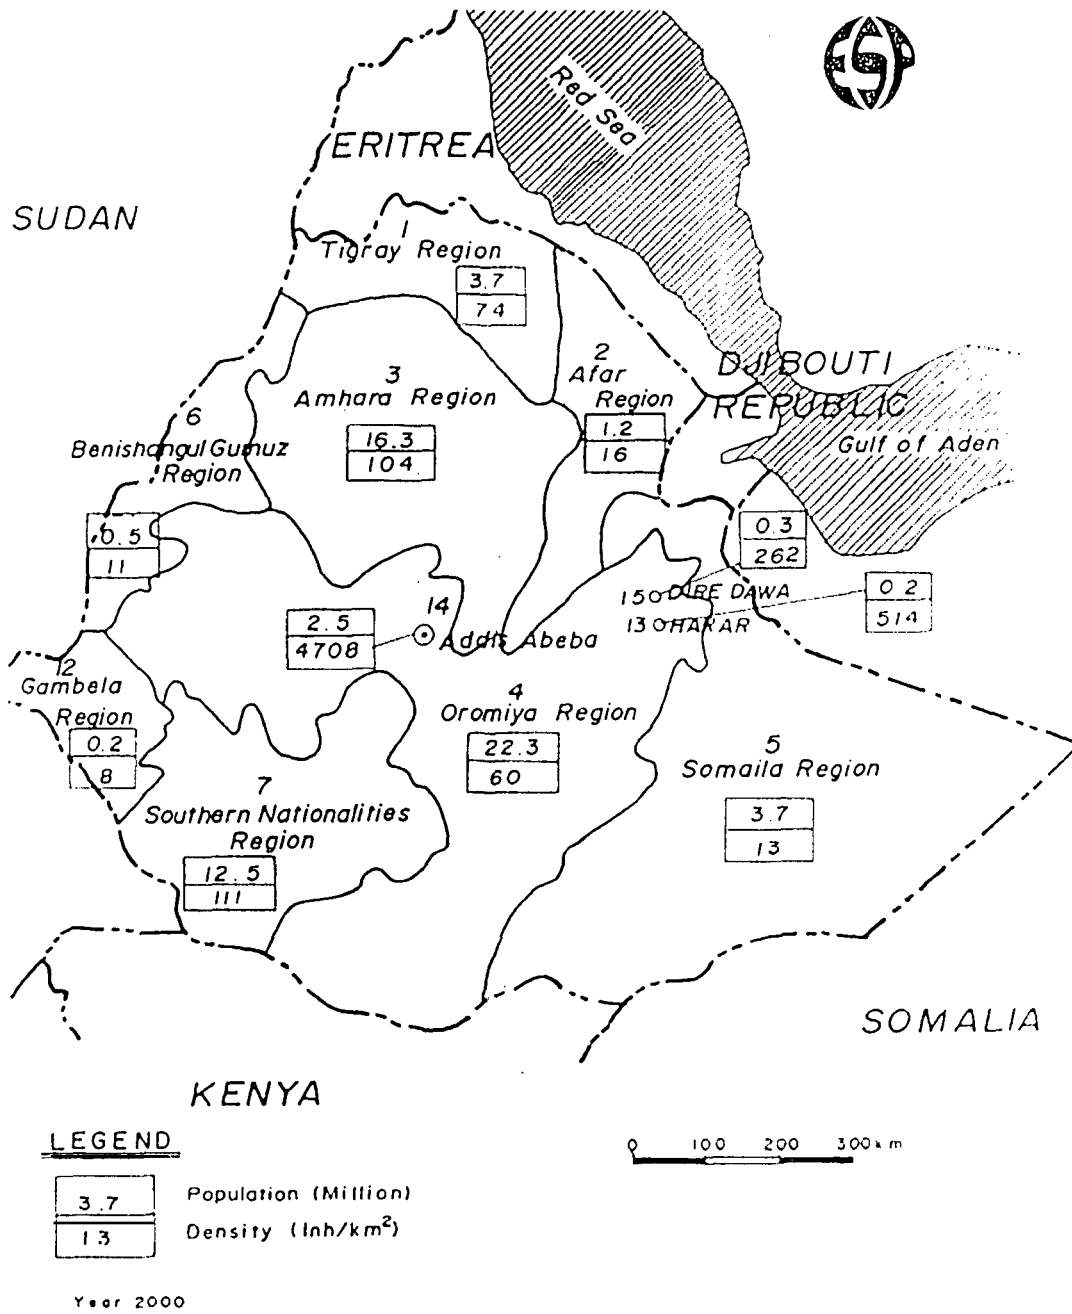 Red Sea
ERITREA
SUDAN
1
Tigray Region
3.7
74
2
Afar
Region
1.2
16
DJIBOUTI
REPUBLIC
Gulf of Aden
3
Amhara Region
16.3
104
6
Benishangul Gumuz
Region
0.5
11
0.3
262
15 DIRE DAWA
13 HARAR
0.2
514
14
Addis Abeba
2.5
4708
12
Gambela
Region
0.2
8
4
Oromiya Region
22.3
60
5
Somaila Region
3.7
13
7
Southern Nationalities
Region
12.5
111
SOMALIA
KENYA
LEGEND
3.7
13
Population (Million)
Density (Inh/km²)
0 100 200 300 km
Year 2000